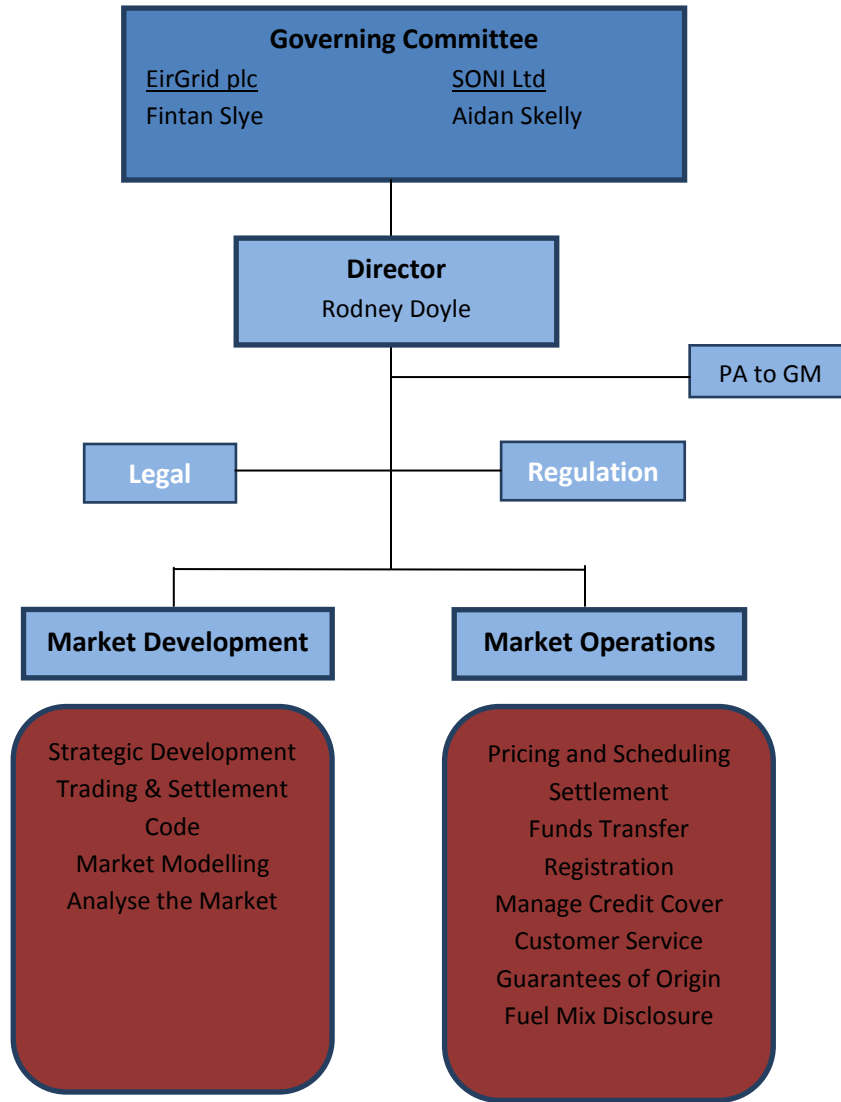 Governing Committee
EirGrid plc SONI Ltd
Fintan Slye Aidan Skelly
Director
Rodney Doyle
PA to GM
Legal Regulation
Market Development Market Operations
Strategic Development
Trading & Settlement
Code
Market Modelling
Analyse the Market
Pricing and Scheduling
Settlement
Funds Transfer
Registration
Manage Credit Cover
Customer Service
Guarantees of Origin
Fuel Mix Disclosure